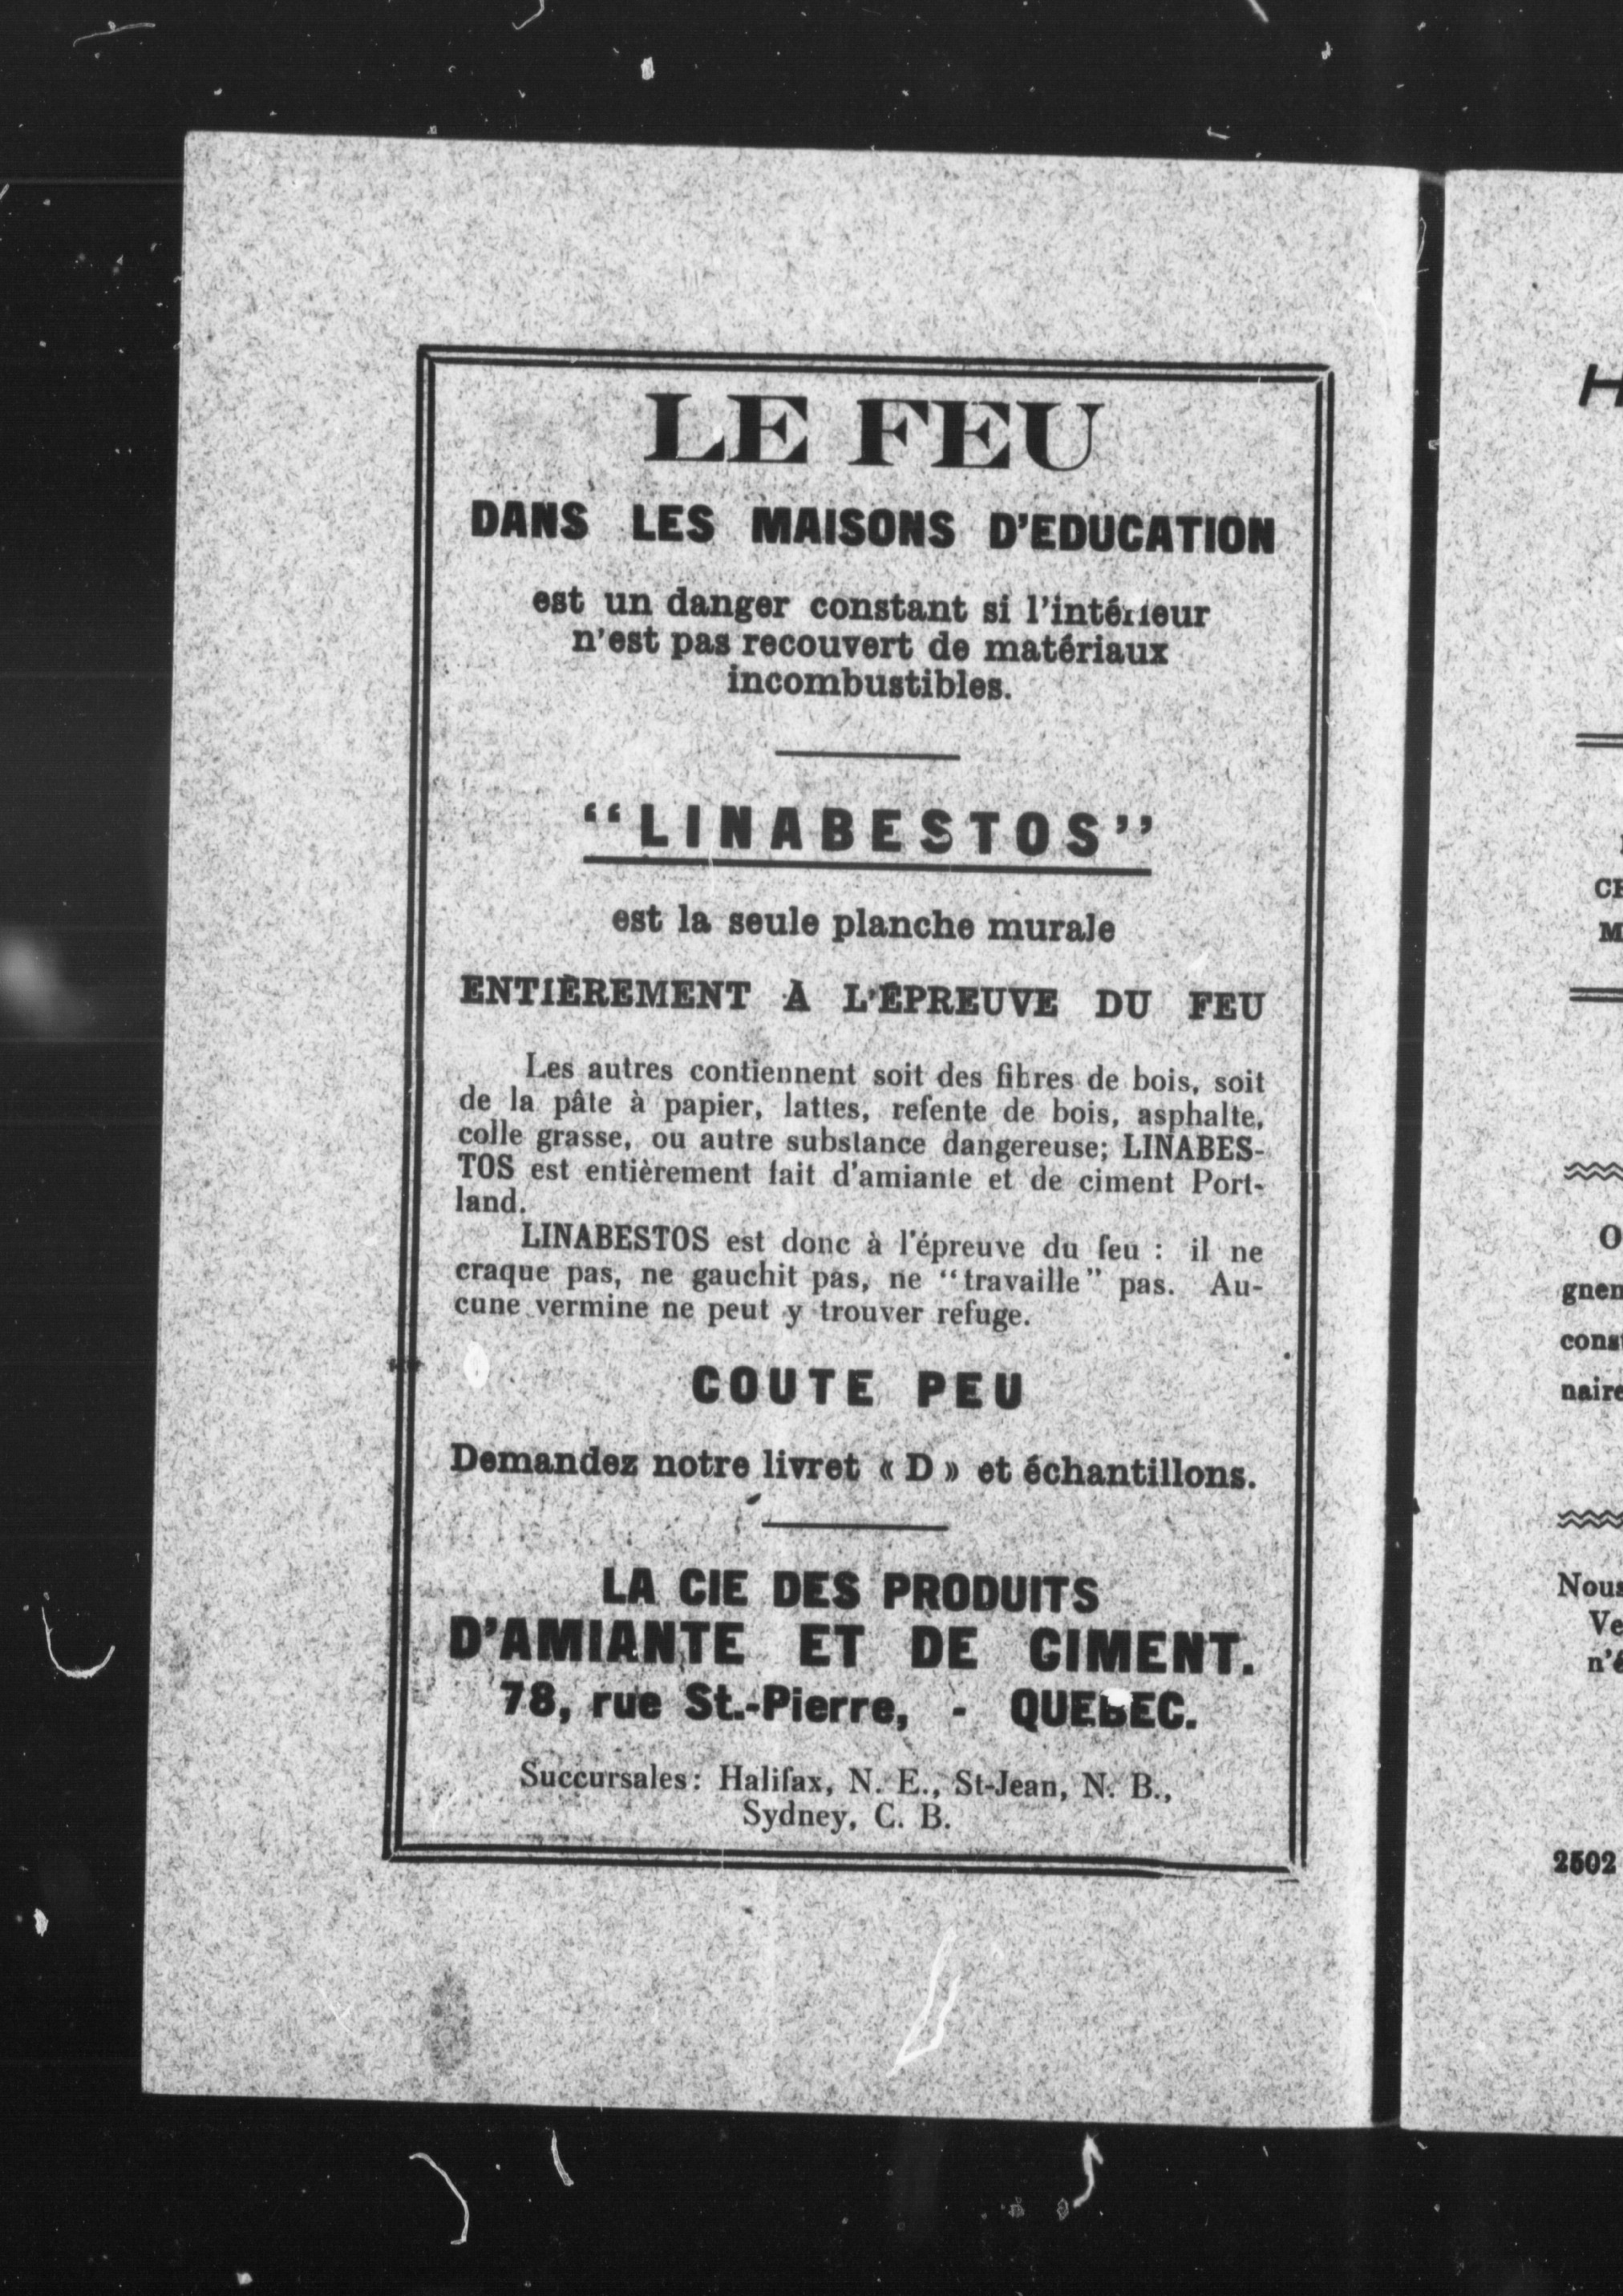 LE FEU
DANS LES MAISONS D'EDUCATION
est un danger constant si l'intérieur
n'est pas recouvert de matériaux
incombustibles.
“LINABESTOS”
est la seule planche murale
ENTIÈREMENT A L'ÉPREUVE DU FEU
Les autres contiennent soit des fibres de bois, soit
de la pâte à papier, lattes, refente de bois, asphalte,
colle grasse, ou autre substance dangereuse; LINABES-
TOS est entièrement fait d'amiante et de ciment Port-
land.
LINABESTOS est donc à l'épreuve du feu : il ne
craque pas, ne gauchit pas, ne “travaille” pas. Au-
cune vermine ne peut y trouver refuge.
COUTE PEU
Demandez notre livret « D » et échantillons.
LA CIE DES PRODUITS
D'AMIANTE ET DE CIMENT.
78, rue St.-Pierre, - QUEBEC.
Succursales: Halifax, N. E., St-Jean, N. B.,
Sydney, C. B.
Nous
2502